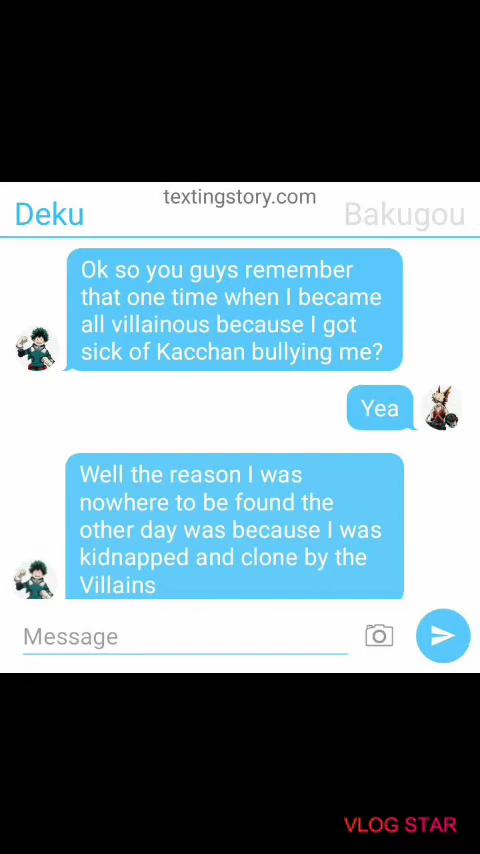 textingstory.com
Deku
Bakugou
Ok so you guys remember
that one time when I became
all villainous because I got
sick of Kacchan bullying me?
Yea
Well the reason I was
nowhere to be found the
other day was because I was
kidnapped and clone by the
Villains
Message
VLOG STAR